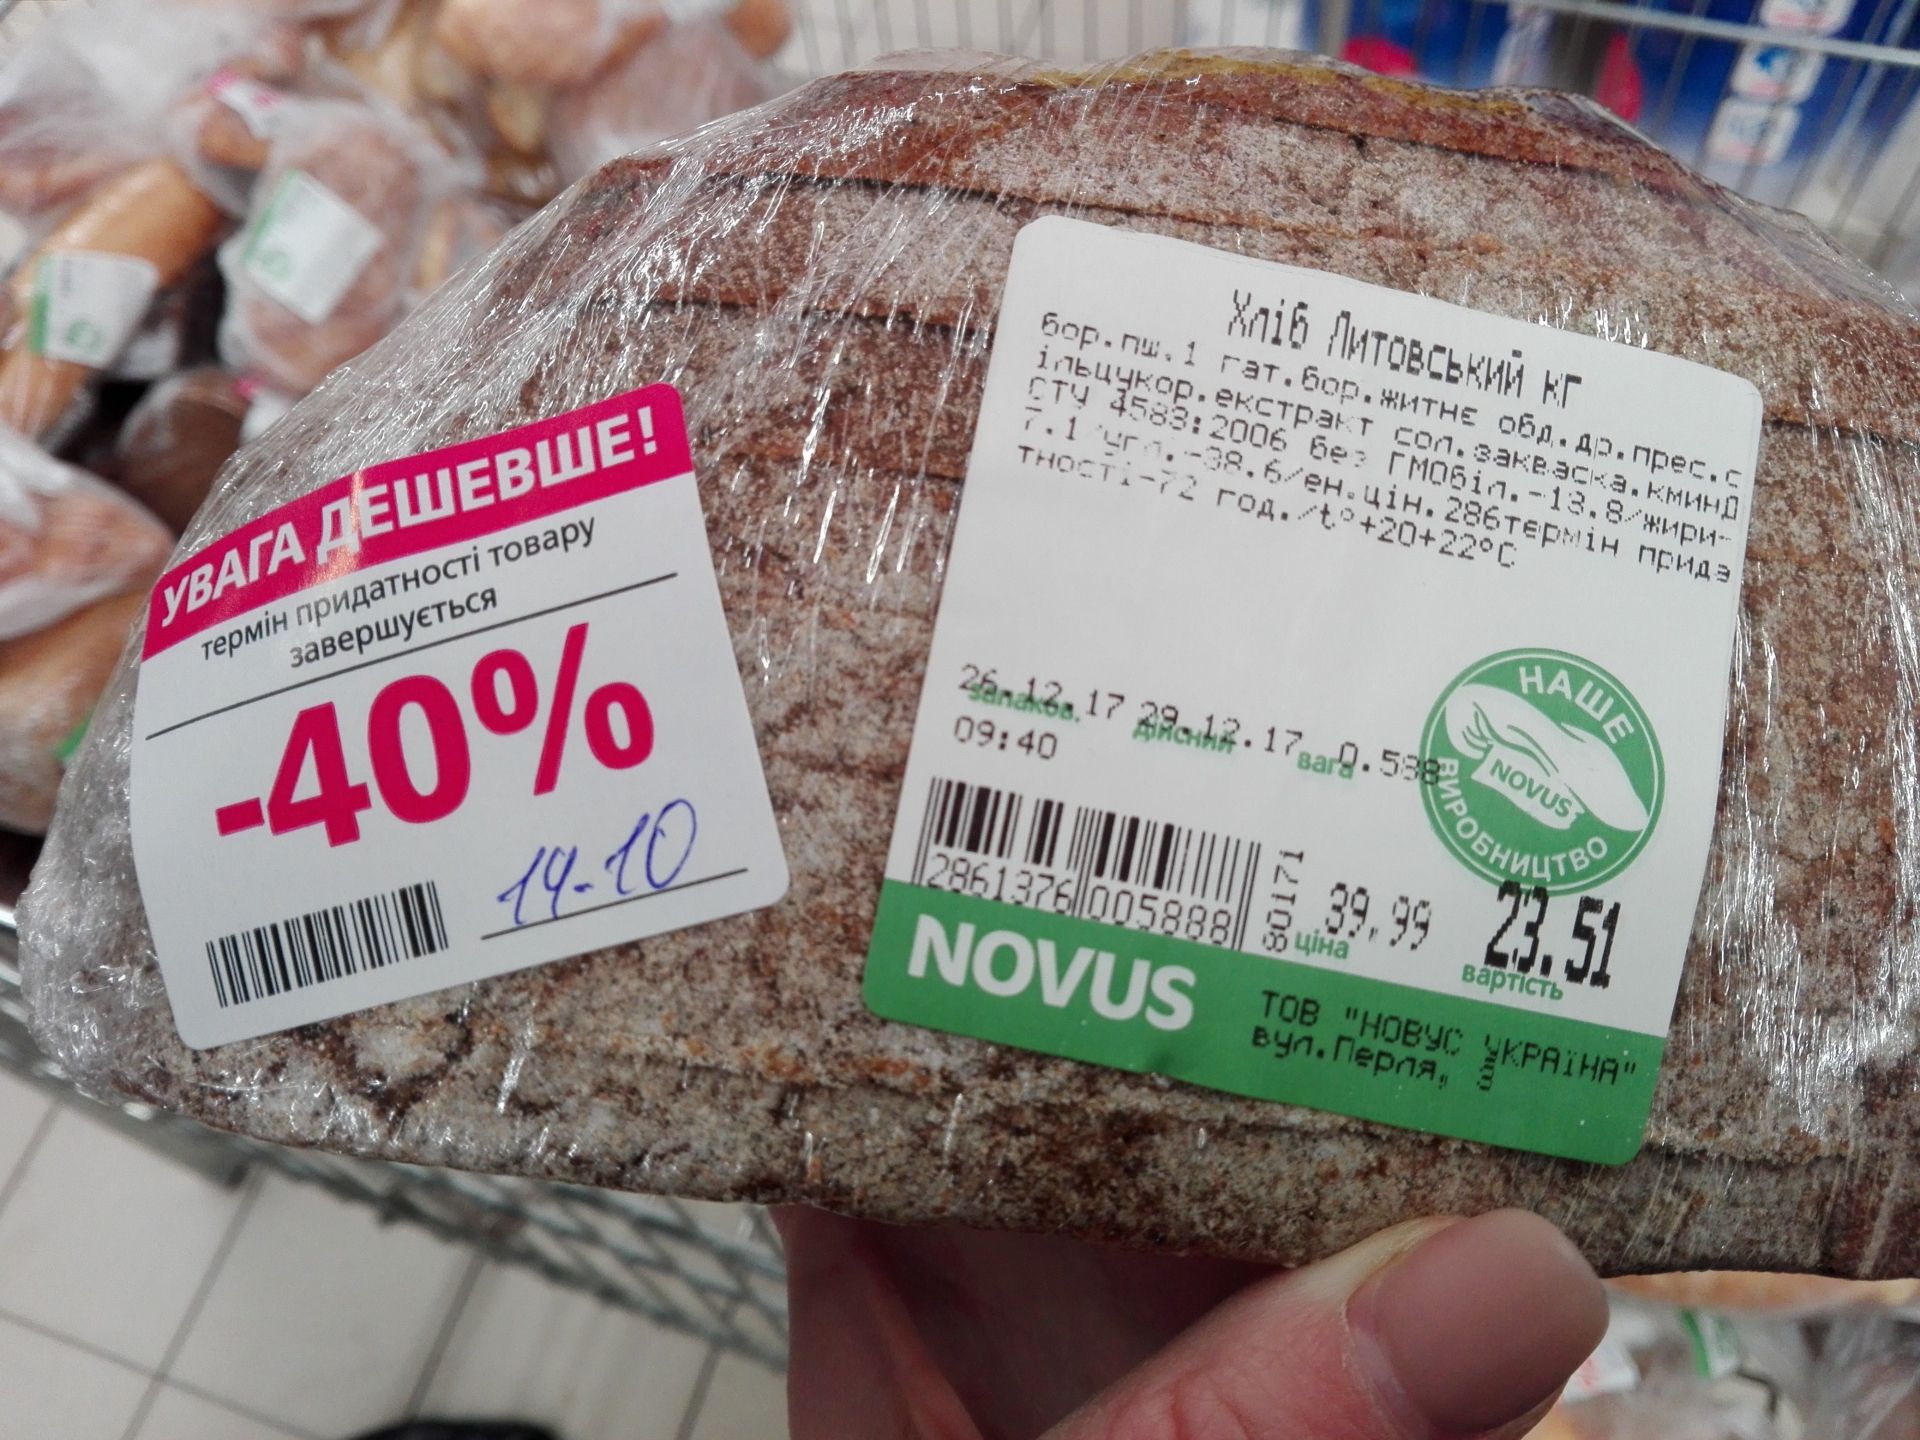 УВАГА ДЕШЕВШЕ!
термін придатності товару
завершується
-40%
14-10
Хліб Литовський кг
бор.пш.1 гат.бор.житнє обд.др.прес.с
ільцукор.екстракт сол.закваска.кминД
СТУ 4583:2006 без ГМОбіл.-13.8/жири-
7.1 угл.-38.6/ен.цін.286термін прида
тності-72 год./t°+20+22°C
26.12.17 29.12.17 0.588
запаков. дійсний вага
09:40
НАШЕ
NOVUS
ВИРОБНИЦТВО
2861376 005888
80171
39,99 23.51
ціна вартість
NOVUS
ТОВ "НОВУС УКРАЇНА"
вул.Перля,